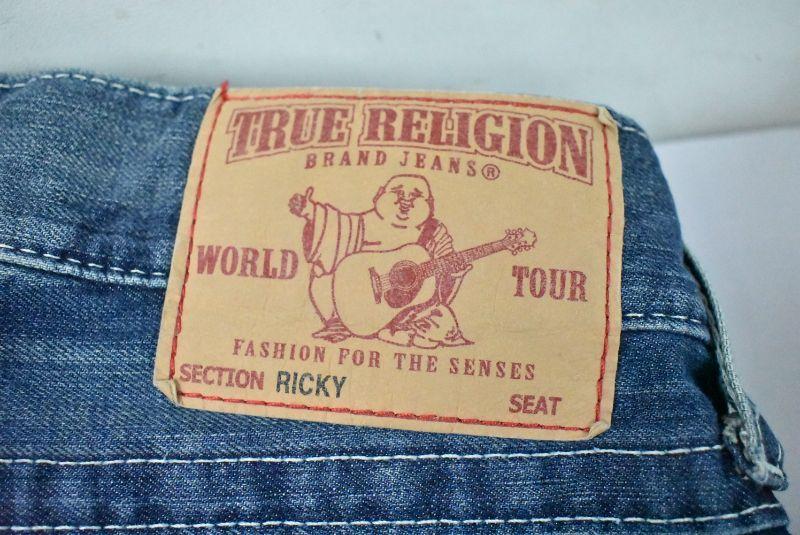 TRUE RELIGION
BRAND JEANS®
WORLD TOUR
FASHION FOR THE SENSES
SECTION RICKY SEAT